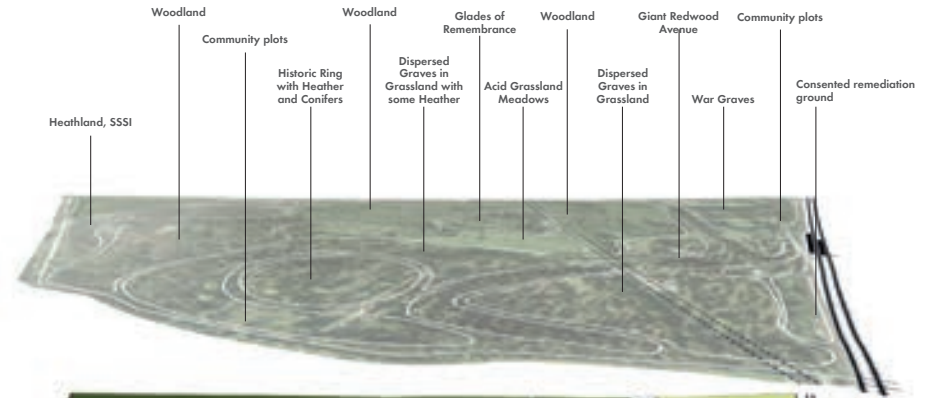 Woodland
Community plots
Historic Ring
with Heather
and Conifers
Heathland, SSSI
Woodland
Dispersed
Graves in
Grassland with
some Heather
Glades of
Remembrance
Acid Grassland
Meadows
Woodland
Dispersed
Graves in
Grassland
Giant Redwood
Avenue
War Graves
Community plots
Consented remediation
ground